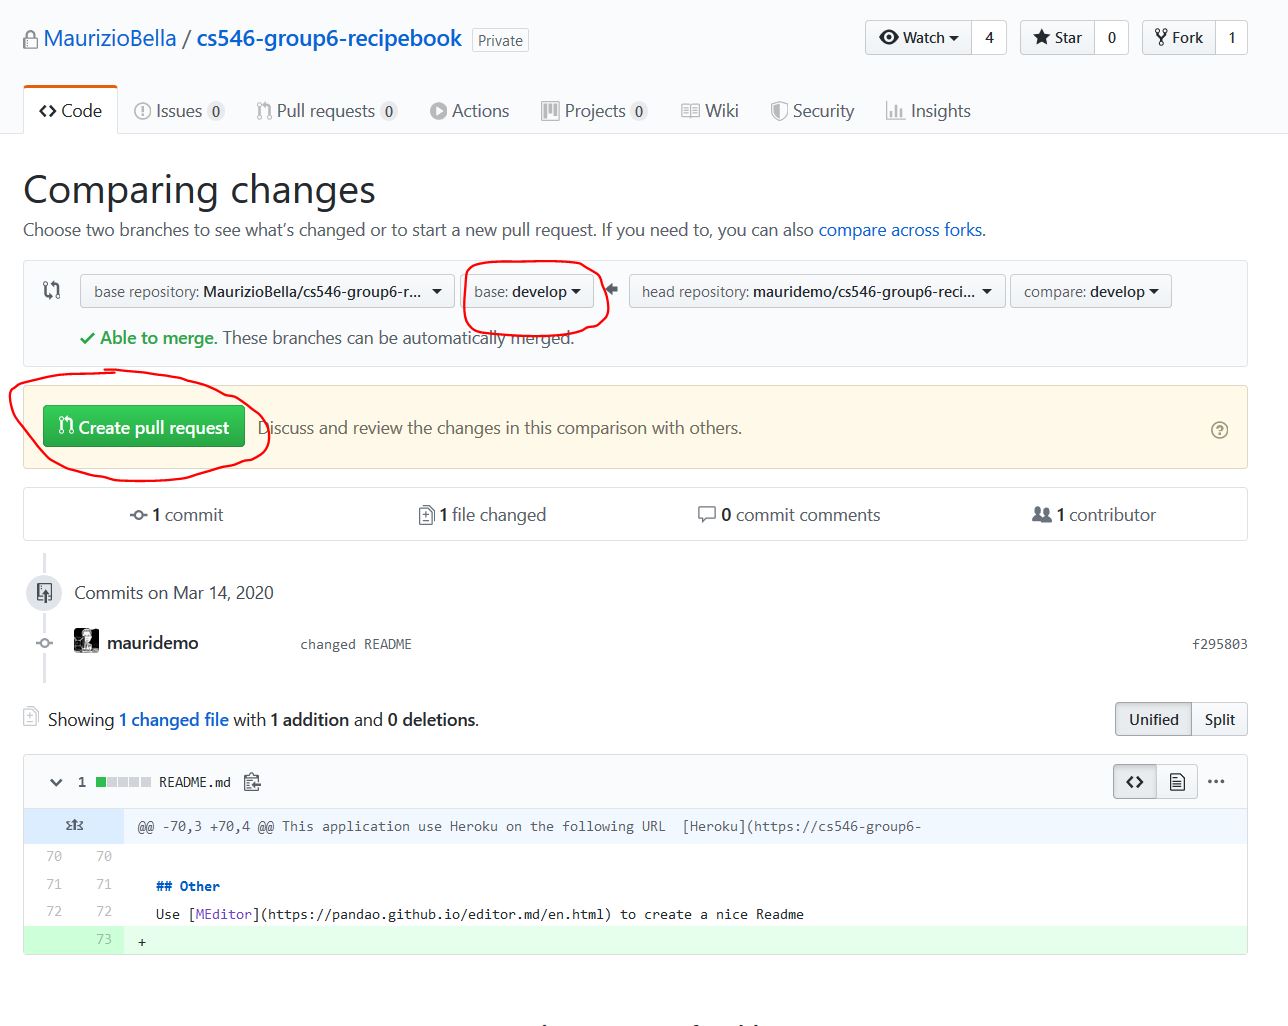 MaurizioBella / cs546-group6-recipebook Private
Watch 4 Star 0 Fork 1
Code Issues 0 Pull requests 0 Actions Projects 0 Wiki Security Insights
Comparing changes
Choose two branches to see what's changed or to start a new pull request. If you need to, you can also compare across forks.
base repository: MaurizioBella/cs546-group6-r... base: develop head repository: mauridemo/cs546-group6-reci... compare: develop
Able to merge. These branches can be automatically merged.
Create pull request Discuss and review the changes in this comparison with others.
1 commit 1 file changed 0 commit comments 1 contributor
Commits on Mar 14, 2020
mauridemo changed README f295803
Showing 1 changed file with 1 addition and 0 deletions.
Unified Split
1 README.md
@@ -70,3 +70,4 @@ This application use Heroku on the following URL [Heroku](https://cs546-group6-
70 70
71 71 ## Other
72 72 Use [MEditor](https://pandao.github.io/editor.md/en.html) to create a nice Readme
73 +